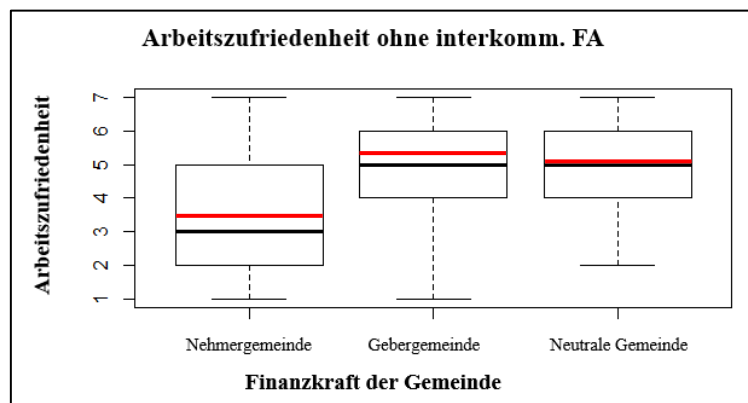 Arbeitszufriedenheit ohne interkomm. FA
Arbeitszufriedenheit
7
6
5
4
3
2
1
Nehmergemeinde Gebergemeinde Neutrale Gemeinde
Finanzkraft der Gemeinde